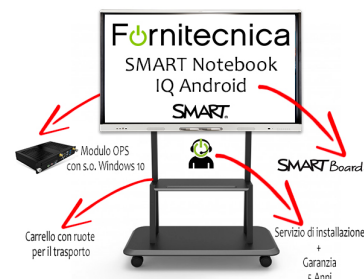 Fornitecnica
SMART Notebook
IQ Android
SMART
Modulo OPS
con s.o. Windows 10
SMART Board
Carrello con ruote
per il trasporto
Servizio di installazione
+
Garanzia
5 Anni